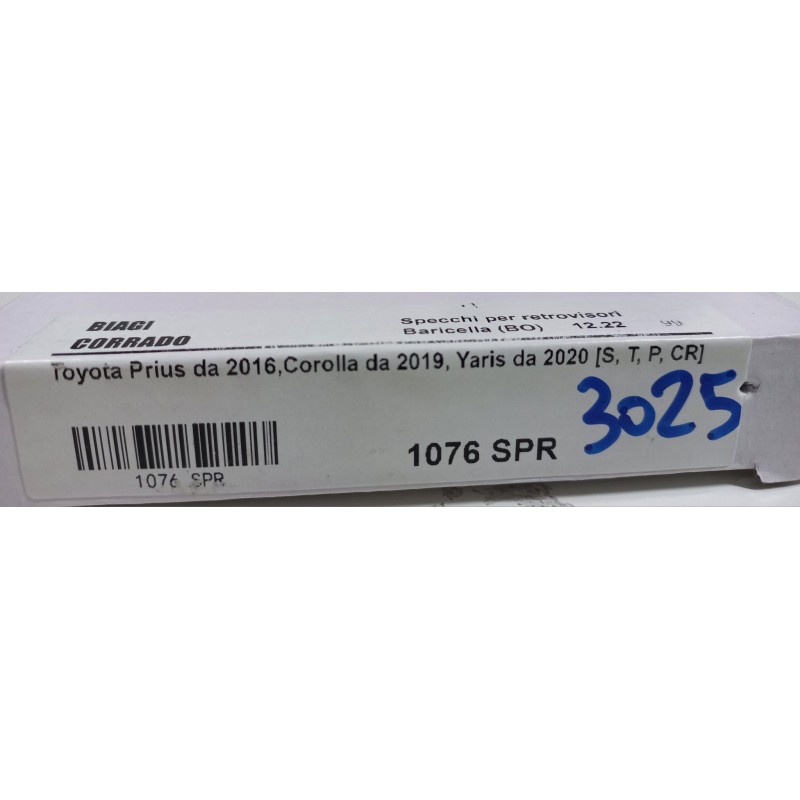 BIAGI
CORRADO
Specchi per retrovisori
Baricella (BO) 12.22 gg
Toyota Prius da 2016,Corolla da 2019, Yaris da 2020 [S, T, P, CR]
3025
1076 SPR
1076 SPR